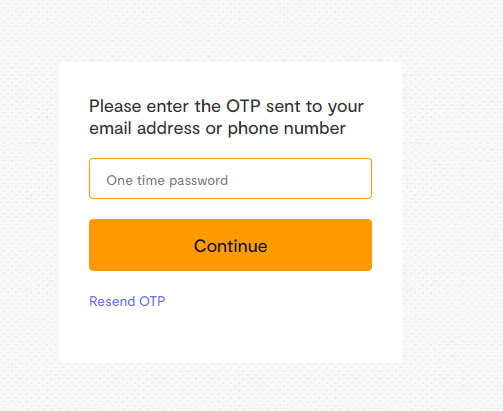 Please enter the OTP sent to your
email address or phone number
One time password
Continue
Resend OTP